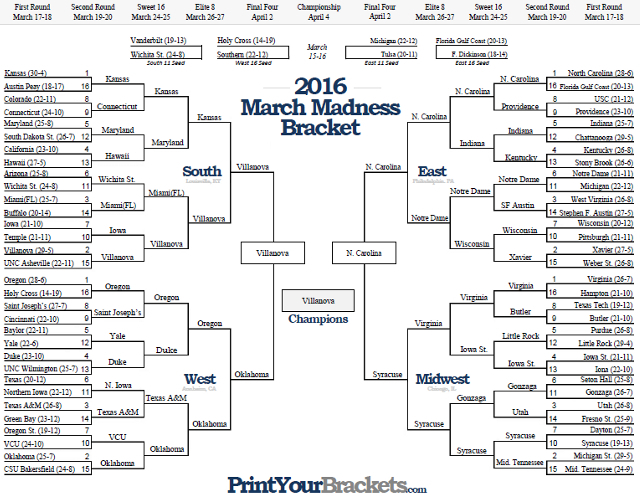 First Round Second Round Sweet 16 Elite 8 Final Four Championship Final Four Elite 8 Sweet 16 Second Round First Round
March 17-18 March 19-20 March 24-25 March 26-27 April 2 April 4 April 2 March 26-27 March 24-25 March 19-20 March 17-18
Vanderbilt (19-13) Holy Cross (14-19) Michigan (22-12) Florida Gulf Coast (20-13)
Wichita St. (24-8) Southern (22-12) Tulsa (20-11) F. Dickinson (18-14)
South 11 Seed West 16 Seed East 11 Seed East 16 Seed
March
15-16
2016
March Madness
Bracket
South
Louisville, KY
Kansas (30-4) 1
Austin Peay (18-17) 16
Colorado (22-11) 8
Connecticut (24-10) 9
Maryland (25-8) 5
South Dakota St. (26-7) 12
California (23-10) 4
Hawaii (27-5) 13
Arizona (25-8) 6
Wichita St. (24-8) 11
Miami(FL) (25-7) 3
Buffalo (20-14) 14
Iowa (21-10) 7
Temple (21-11) 10
Villanova (29-5) 2
UNC Asheville (22-11) 15
Kansas
Connecticut
Maryland
Hawaii
Wichita St.
Miami(FL)
Iowa
Villanova
Kansas
Maryland
Miami(FL)
Villanova
Kansas
Villanova
Villanova
West
Anaheim, CA
Oregon (28-6) 1
Holy Cross (14-19) 16
Saint Joseph's (27-7) 8
Cincinnati (22-10) 9
Baylor (22-11) 5
Yale (22-6) 12
Duke (23-10) 4
UNC Wilmington (25-7) 13
Texas (20-12) 6
Northern Iowa (22-12) 11
Texas A&M (26-8) 3
Green Bay (23-12) 14
Oregon St. (19-12) 7
VCU (24-10) 10
Oklahoma (25-7) 2
CSU Bakersfield (24-8) 15
Oregon
Saint Joseph's
Yale
Duke
N. Iowa
Texas A&M
VCU
Oklahoma
Oregon
Dulce
Texas A&M
Oklahoma
Oregon
Oklahoma
Oklahoma
Villanova
N. Carolina
Villanova
Champions
East
Philadelphia, PA
1 North Carolina (28-6)
16 Florida Gulf Coast (20-13)
8 USC (21-12)
9 Providence (23-10)
5 Indiana (25-7)
12 Chattanooga (29-5)
4 Kentucky (26-8)
13 Stony Brook (26-6)
6 Notre Dame (21-11)
11 Michigan (22-12)
3 West Virginia (26-8)
14 Stephen F. Austin (27-5)
7 Wisconsin (20-12)
10 Pittsburgh (21-11)
2 Xavier (27-5)
15 Weber St. (26-8)
N. Carolina
Providence
Indiana
Kentucky
Notre Dame
SF Austin
Wisconsin
Xavier
N. Carolina
Indiana
Notre Dame
Wisconsin
N. Carolina
Notre Dame
N. Carolina
Midwest
Chicago, IL
1 Virginia (26-7)
16 Hampton (21-10)
8 Texas Tech (19-12)
9 Butler (21-10)
5 Purdue (26-8)
12 Little Rock (29-4)
4 Iowa St. (21-11)
13 Iona (22-10)
6 Seton Hall (25-8)
11 Gonzaga (26-7)
3 Utah (26-8)
14 Fresno St. (25-9)
7 Dayton (25-7)
10 Syracuse (19-13)
2 Michigan St. (29-5)
15 Mid. Tennessee (24-9)
Virginia
Butler
Little Rock
Iowa St.
Gonzaga
Utah
Syracuse
Mid. Tennessee
Virginia
Iowa St.
Gonzaga
Syracuse
Virginia
Syracuse
Syracuse
PrintYourBrackets.com